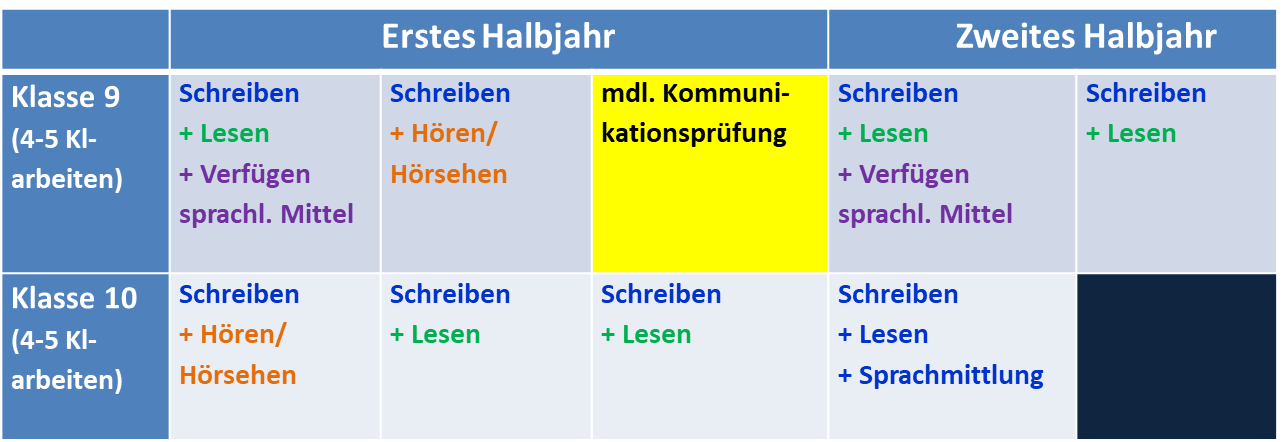 Erstes Halbjahr
Zweites Halbjahr
Klasse 9
(4-5 Kl-
arbeiten)
Schreiben
+ Lesen
+ Verfügen
sprachl. Mittel
Schreiben
+ Hören/
Hörsehen
mdl. Kommuni-
kationsprüfung
Schreiben
+ Lesen
+ Verfügen
sprachl. Mittel
Schreiben
+ Lesen
Klasse 10
(4-5 Kl-
arbeiten)
Schreiben
+ Hören/
Hörsehen
Schreiben
+ Lesen
Schreiben
+ Lesen
Schreiben
+ Lesen
+ Sprachmittlung